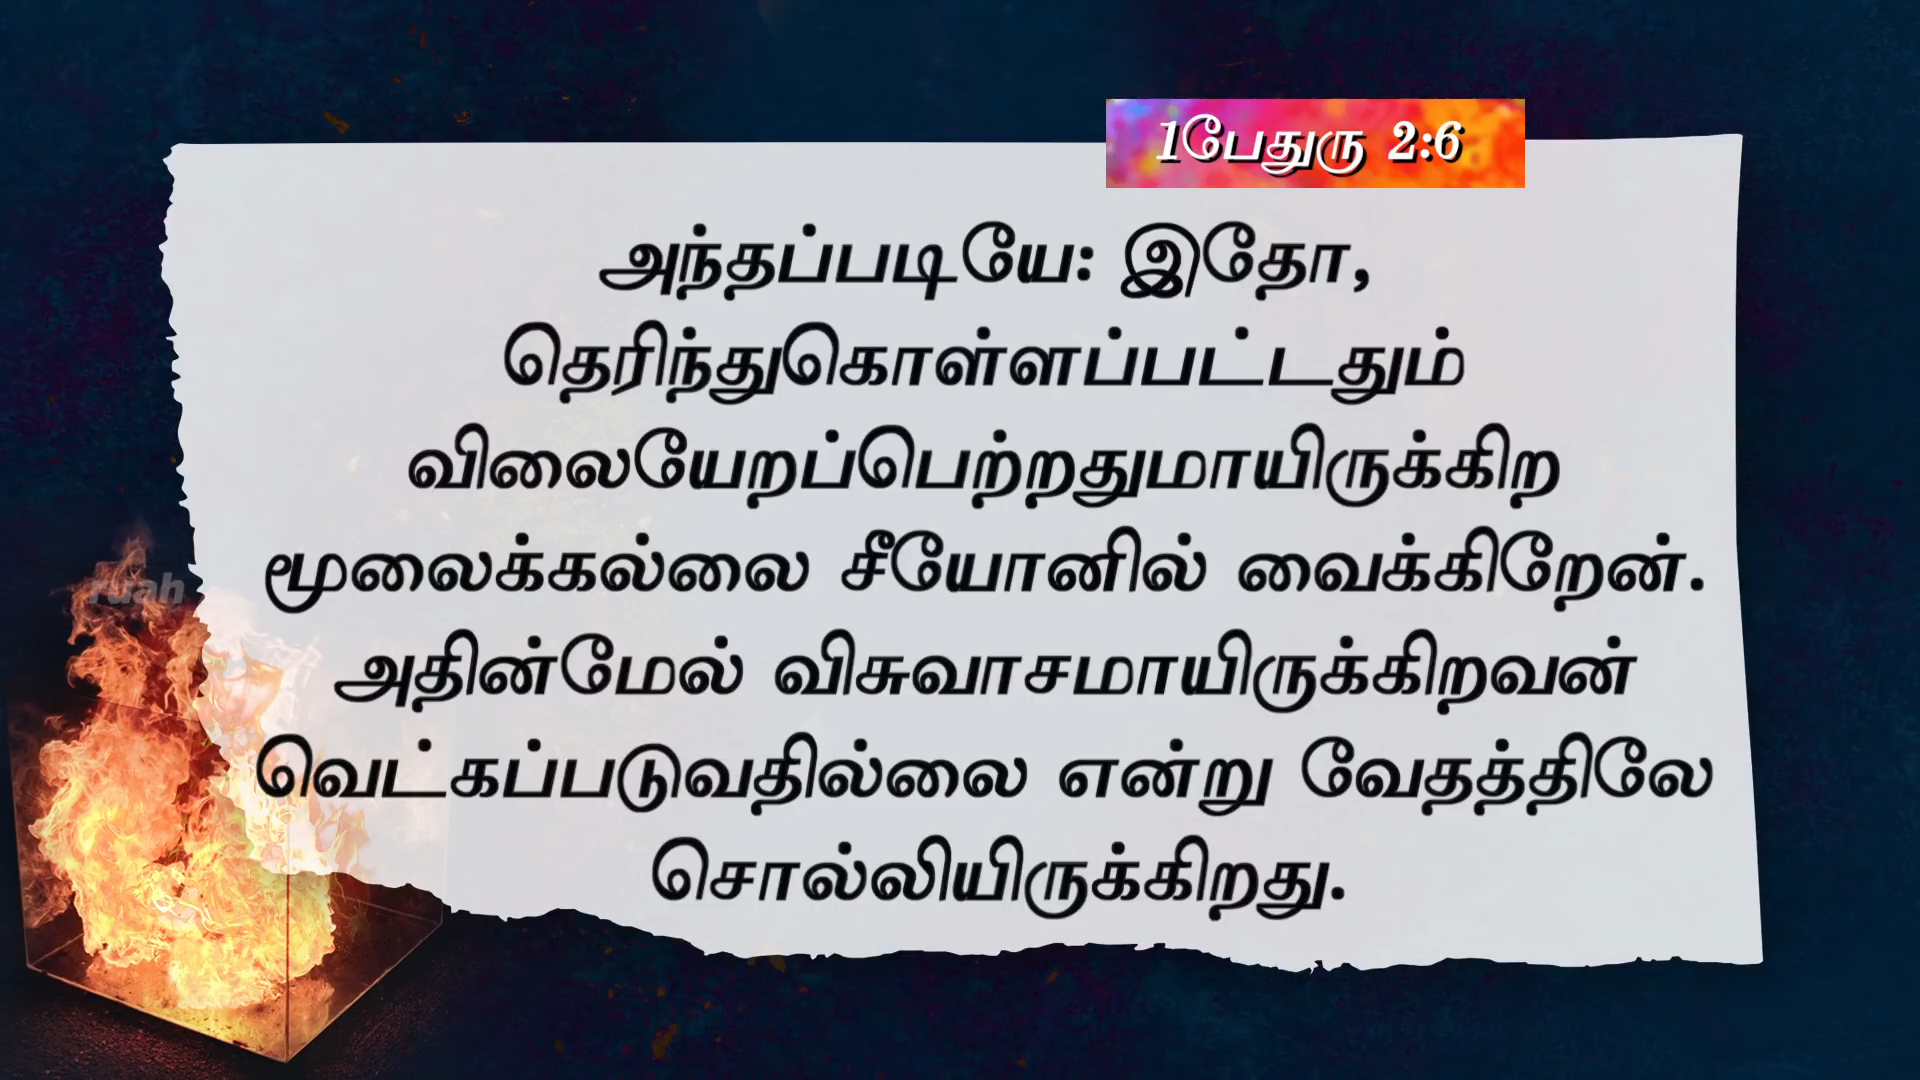 1பேதுரு 2:6
அந்தப்படியே: இதோ,
தெரிந்துகொள்ளப்பட்டதும்
விலையேறப்பெற்றதுமாயிருக்கிற
மூலைக்கல்லை சீயோனில் வைக்கிறேன்.
அதின்மேல் விசுவாசமாயிருக்கிறவன்
வெட்கப்படுவதில்லை என்று வேதத்திலே
சொல்லியிருக்கிறது.
ruah